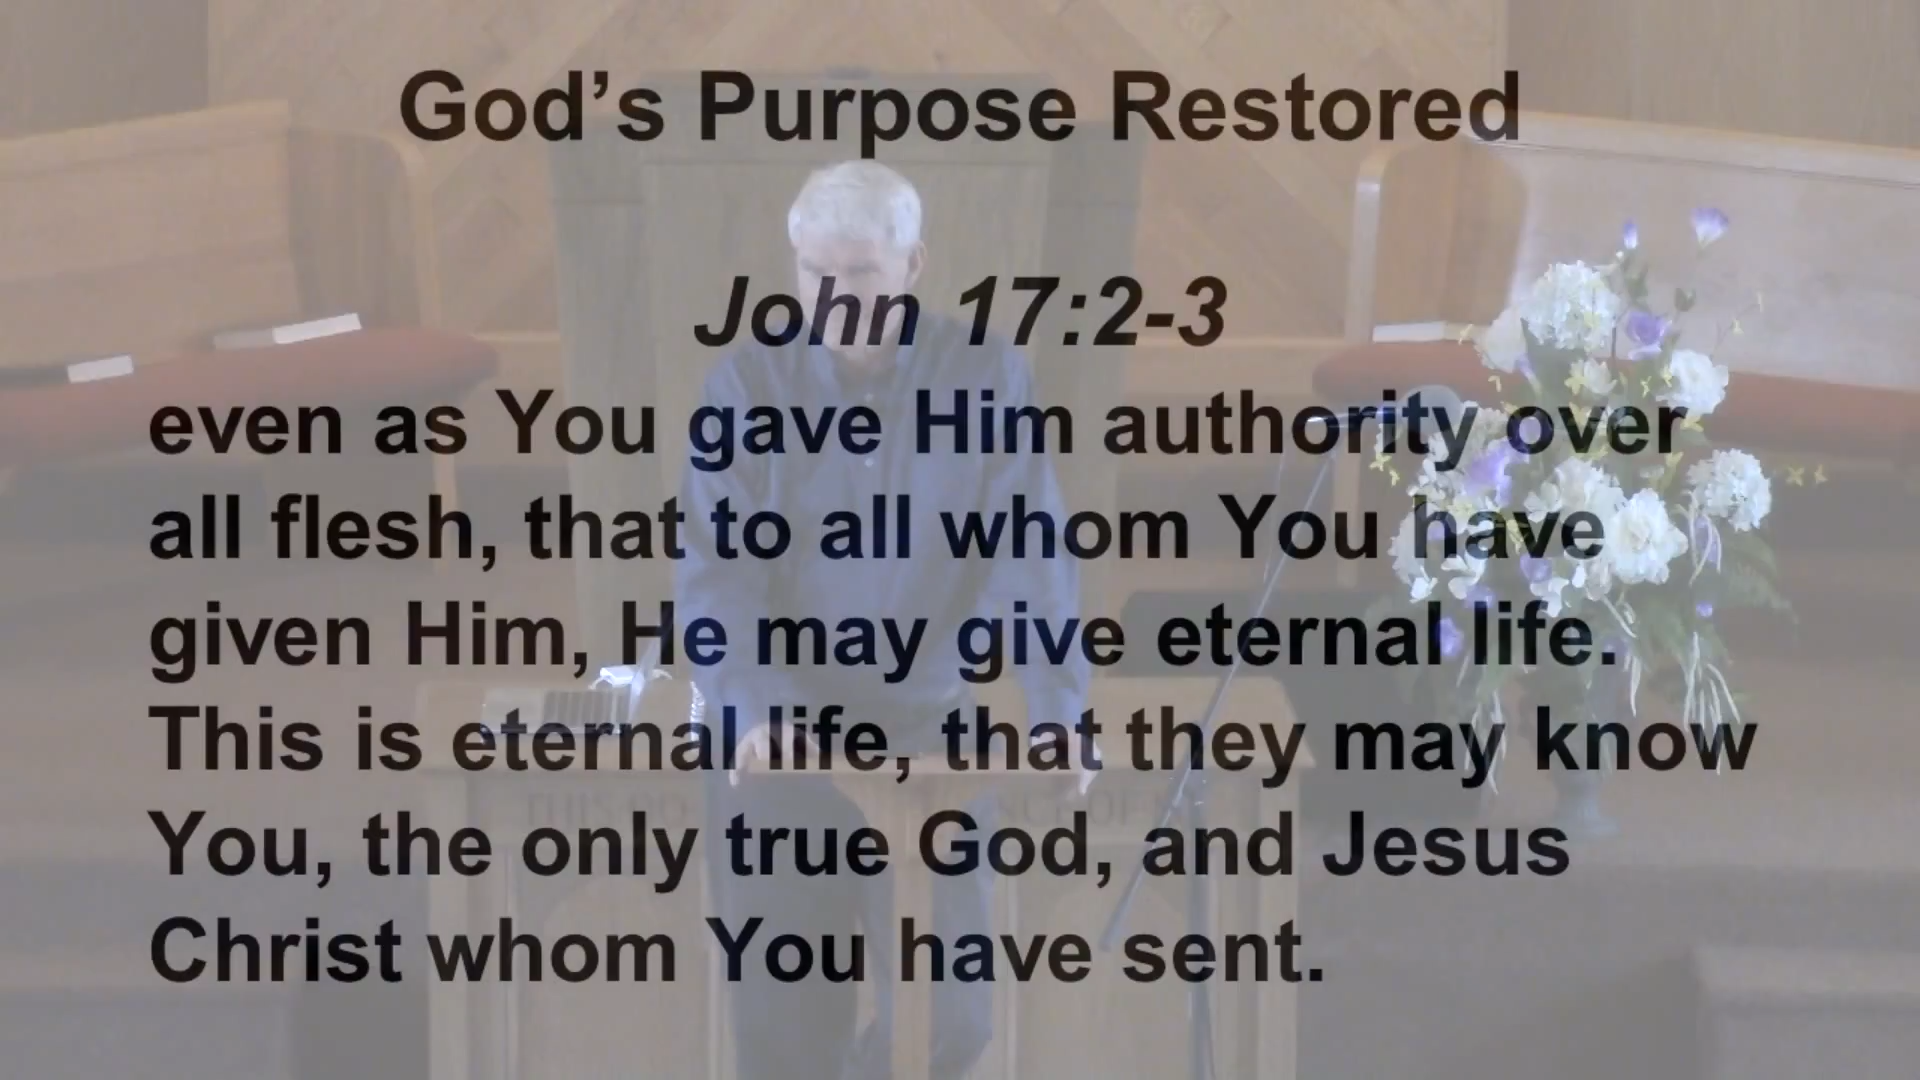 God’s Purpose Restored
John 17:2-3
even as You gave Him authority over
all flesh, that to all whom You have
given Him, He may give eternal life.
This is eternal life, that they may know
You, the only true God, and Jesus
Christ whom You have sent.
THIS DO